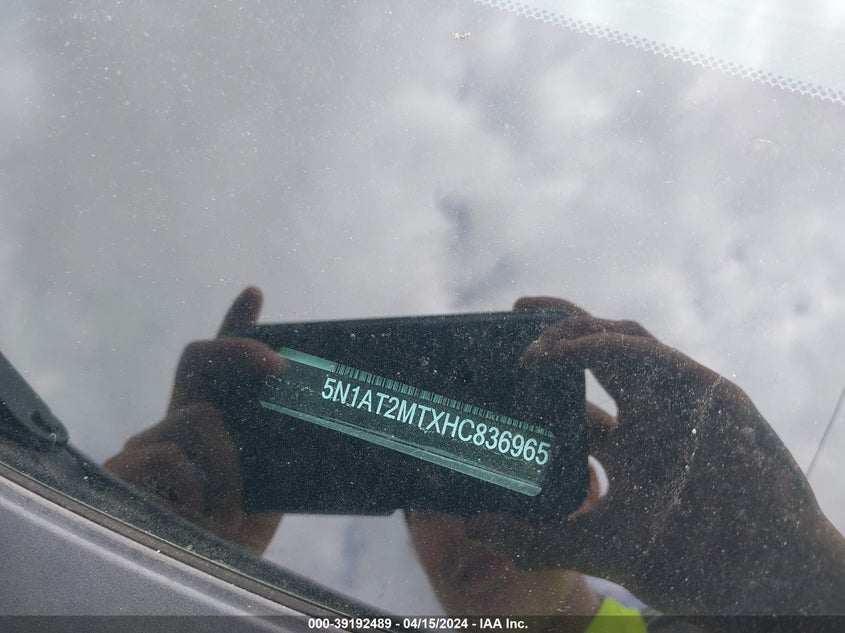 5N1AT2MTXHC836965
000-39192489 - 04/15/2024 - IAA Inc.